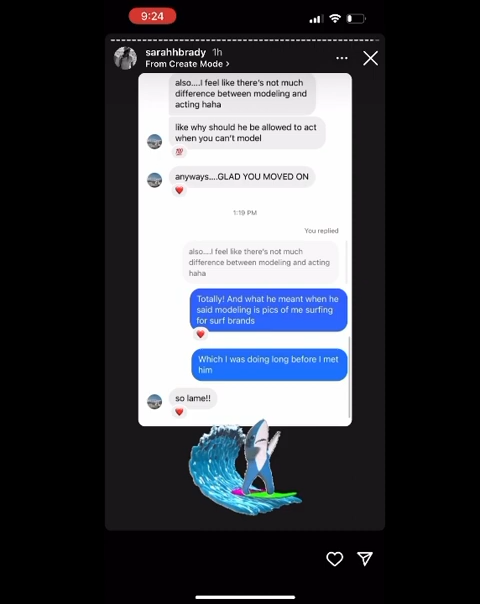 9:24
sarahhbrady 1h
From Create Mode >
also....I feel like there's not much
difference between modeling and
acting haha
like why should he be allowed to act
when you can't model
💯
anyways....GLAD YOU MOVED ON
❤️
1:19 PM
You replied
also....I feel like there's not much
difference between modeling and acting
haha
Totally! And what he meant when he
said modeling is pics of me surfing
for surf brands
❤️
Which I was doing long before I met
him
so lame!!
❤️